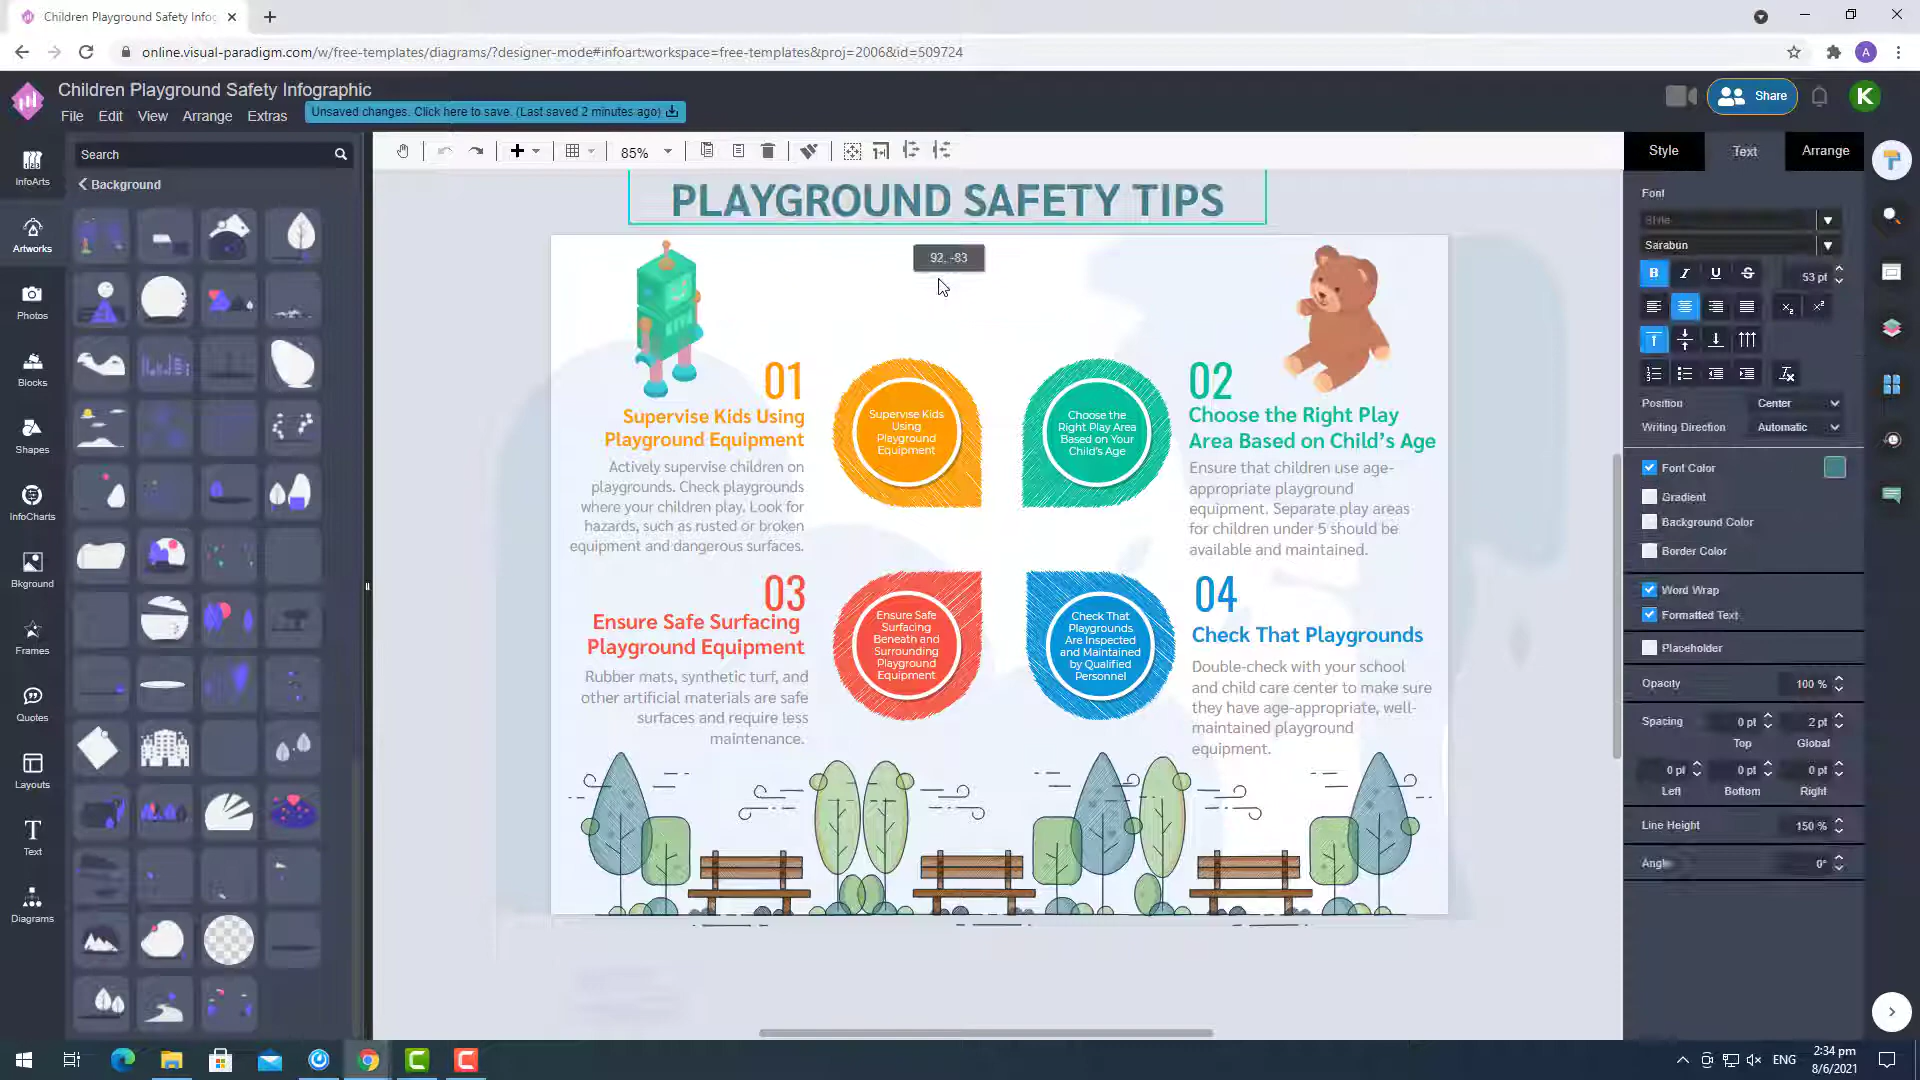 Children Playground Safety Infog
online.visual-paradigm.com/w/free-templates/diagrams/?designer-mode#infoart:workspace=free-templates&proj=2006&id=509724
A
Children Playground Safety Infographic
File Edit View Arrange Extras
Unsaved changes. Click here to save. (Last saved 2 minutes ago)
Share
K
Search
Background
InfoArts
Artworks
Photos
Blocks
Shapes
InfoCharts
Bkground
Frames
Quotes
Layouts
Text
Diagrams
85%
PLAYGROUND SAFETY TIPS
92, -83
01
Supervise Kids Using
Playground Equipment
Actively supervise children on
playgrounds. Check playgrounds
where your children play. Look for
hazards, such as rusted or broken
equipment and dangerous surfaces.
Supervise Kids
Using
Playground
Equipment
Choose the
Right Play Area
Based on Your
Child's Age
02
Choose the Right Play
Area Based on Child's Age
Ensure that children use age-
appropriate playground
equipment. Separate play areas
for children under 5 should be
available and maintained.
03
Ensure Safe Surfacing
Playground Equipment
Rubber mats, synthetic turf, and
other artificial materials are safe
surfaces and require less
maintenance.
Ensure Safe
Surfacing
Beneath and
Surrounding
Playground
Equipment
Check That
Playgrounds
Are Inspected
and Maintained
by Qualified
Personnel
04
Check That Playgrounds
Double-check with your school
and child care center to make sure
they have age-appropriate, well-
maintained playground
equipment.
Style Text Arrange
Font
Style
Sarabun
B I U S 53 pt
Position Center
Writing Direction Automatic
Font Color
Gradient
Background Color
Border Color
Word Wrap
Formatted Text
Placeholder
Opacity 100 %
Spacing 0 pt 2 pt
Top Global
0 pt 0 pt 0 pt
Left Bottom Right
Line Height 150 %
Angle 0°
ENG
2:34 pm
8/6/2021